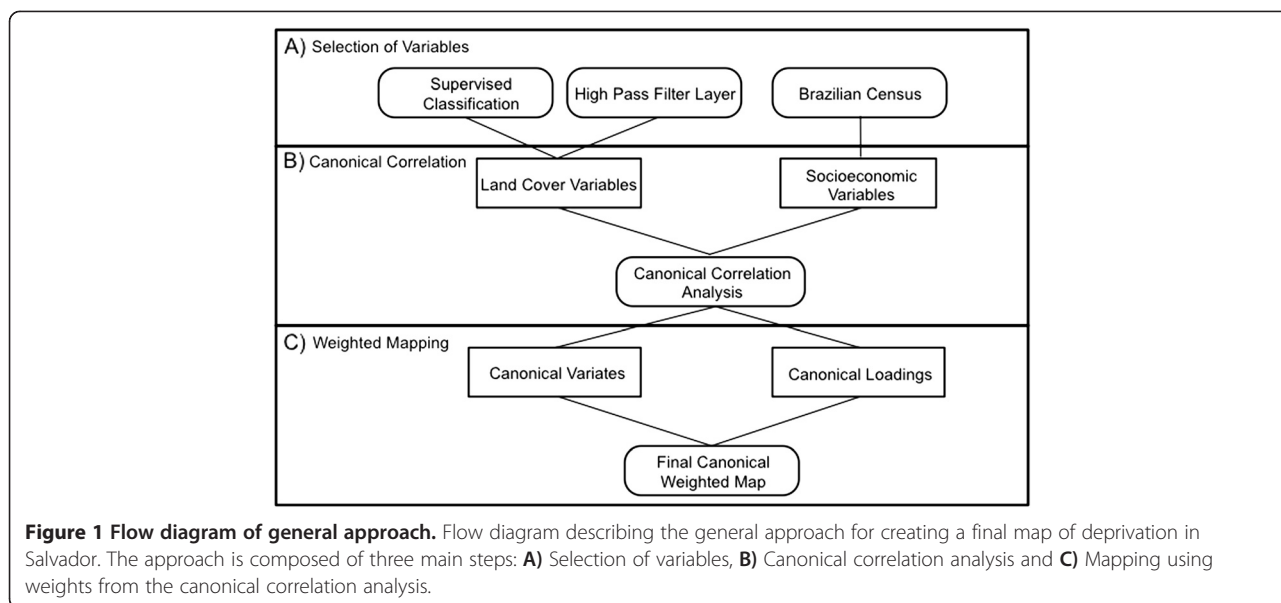 A) Selection of Variables
Supervised
Classification
High Pass Filter Layer
Brazilian Census
B) Canonical Correlation
Land Cover Variables
Socioeconomic
Variables
Canonical Correlation
Analysis
C) Weighted Mapping
Canonical Variates
Canonical Loadings
Final Canonical
Weighted Map
Figure 1 Flow diagram of general approach. Flow diagram describing the general approach for creating a final map of deprivation in
Salvador. The approach is composed of three main steps: A) Selection of variables, B) Canonical correlation analysis and C) Mapping using
weights from the canonical correlation analysis.